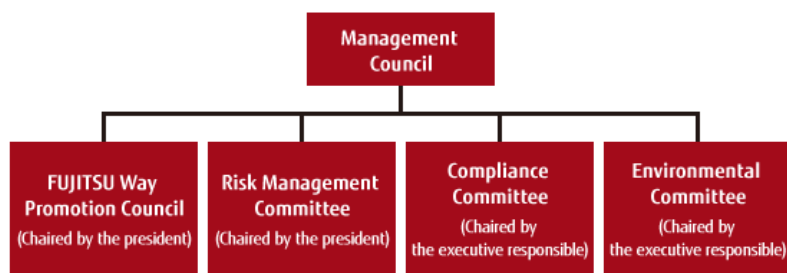 Management
Council
FUJITSU Way
Promotion Council
(Chaired by the president)
Risk Management
Committee
(Chaired by the president)
Compliance
Committee
(Chaired by
the executive responsible)
Environmental
Committee
(Chaired by
the executive responsible)